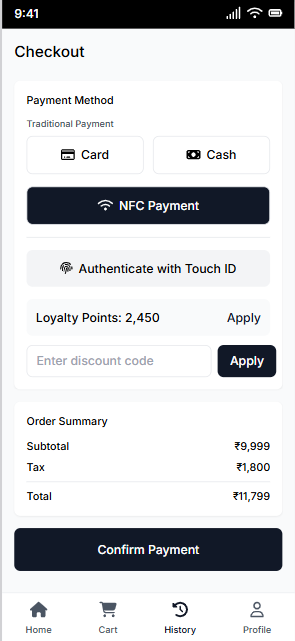 9:41
Checkout
Payment Method
Traditional Payment
Card Cash
NFC Payment
Authenticate with Touch ID
Loyalty Points: 2,450 Apply
Enter discount code Apply
Order Summary
Subtotal ₹9,999
Tax ₹1,800
Total ₹11,799
Confirm Payment
Home Cart History Profile